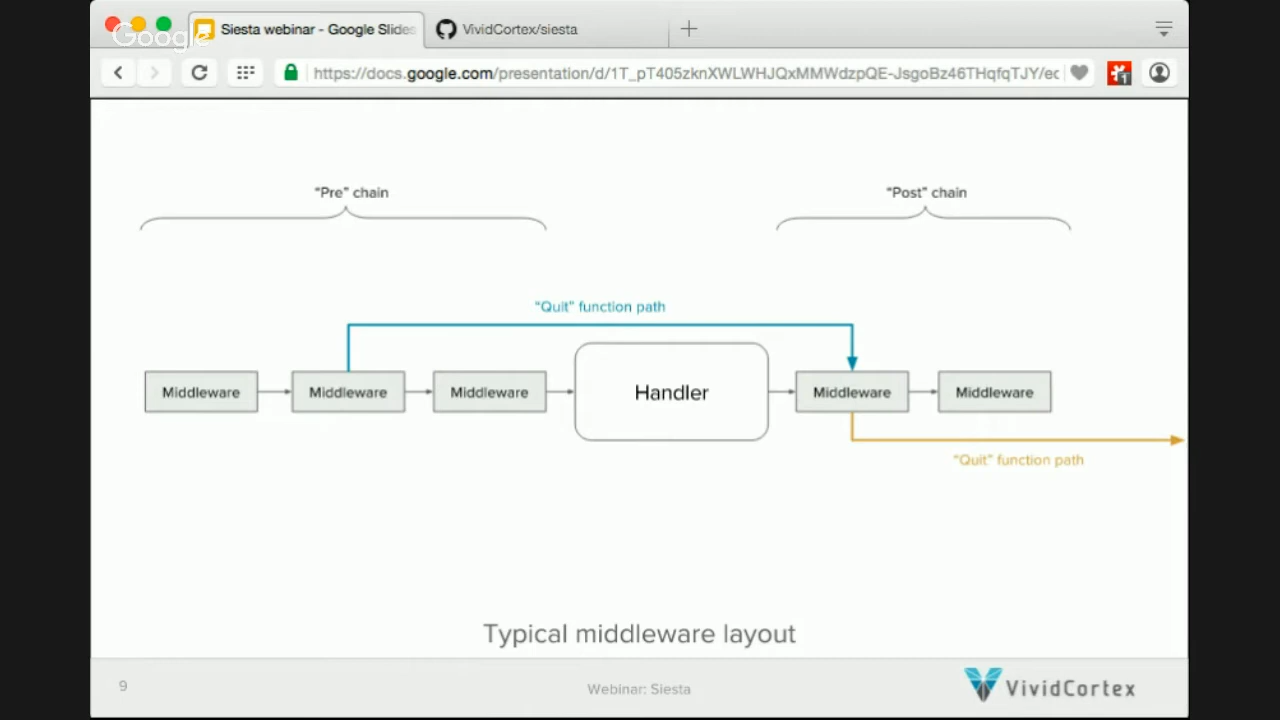 Google
Siesta webinar - Google Slides
VividCortex/siesta
https://docs.google.com/presentation/d/1T_pT405zknXWLWHJQxMMWdzpQE-JsgoBz46THqfqTJY/ec
1
“Pre” chain
“Post” chain
“Quit” function path
Middleware Middleware Middleware Handler Middleware Middleware
“Quit” function path
Typical middleware layout
9
Webinar: Siesta
VividCortex